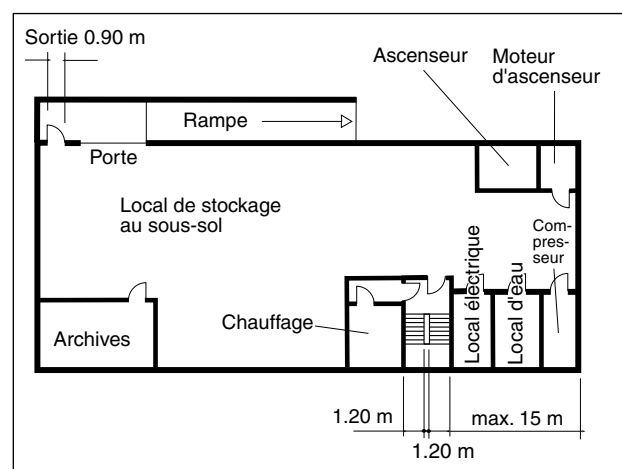 Sortie 0.90 m
Ascenseur
Moteur
d'ascenseur
Rampe
Porte
Local de stockage
au sous-sol
Com-
pres-
seur
Local électrique
Local d'eau
Chauffage
Archives
1.20 m
max. 15 m
1.20 m